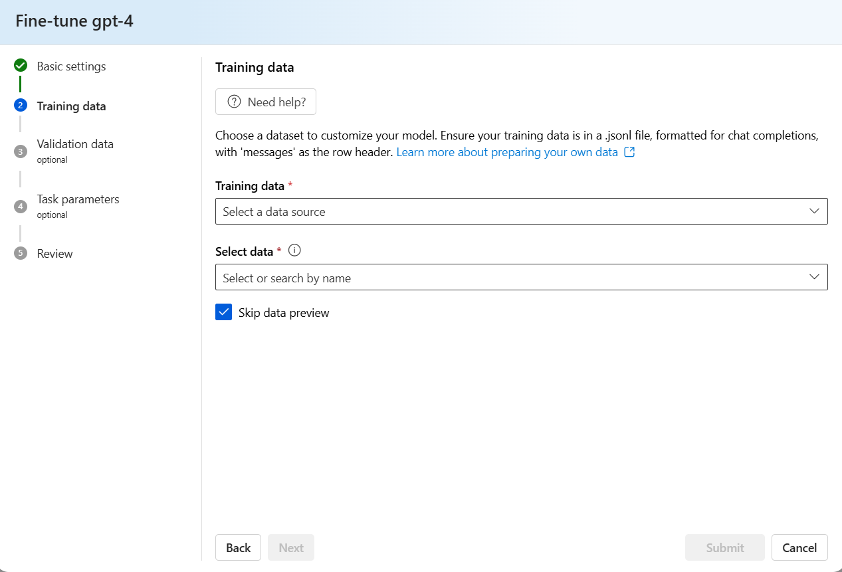 Fine-tune gpt-4
Basic settings
2 Training data
3 Validation data
optional
4 Task parameters
optional
5 Review
Training data
? Need help?
Choose a dataset to customize your model. Ensure your training data is in a .jsonl file, formatted for chat completions,
with 'messages' as the row header. Learn more about preparing your own data
Training data *
Select a data source
Select data * i
Select or search by name
Skip data preview
Back Next Submit Cancel